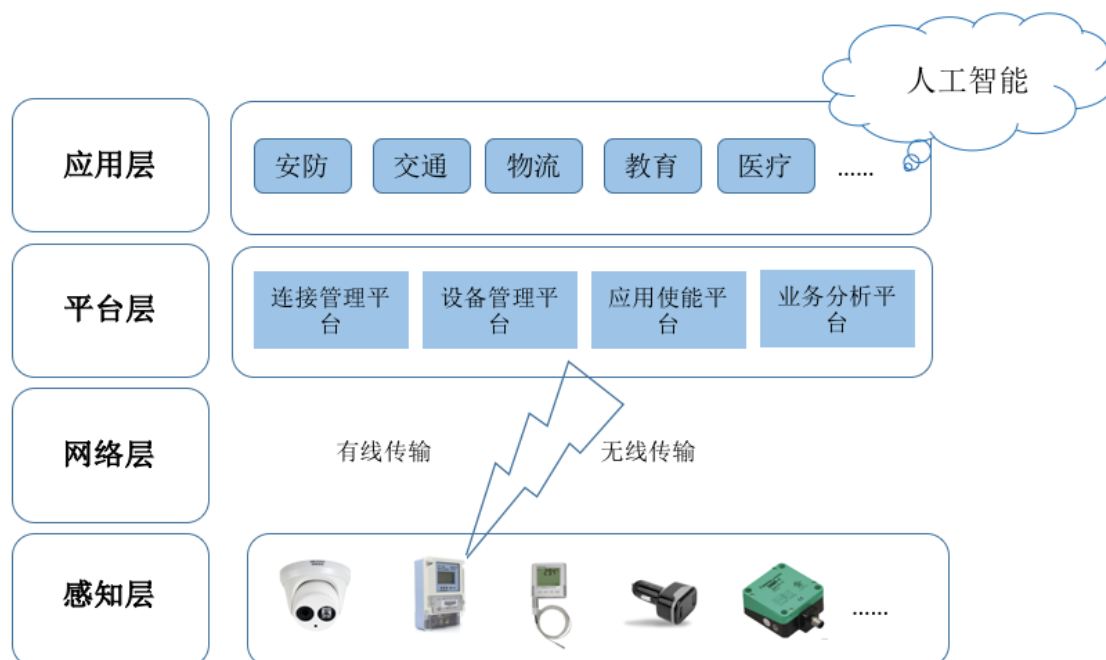 人工智能
应用层
安防
交通
物流
教育
医疗
......
平台层
连接管理平
台
设备管理平
台
应用使能平
台
业务分析平
台
网络层
有线传输
无线传输
感知层
......